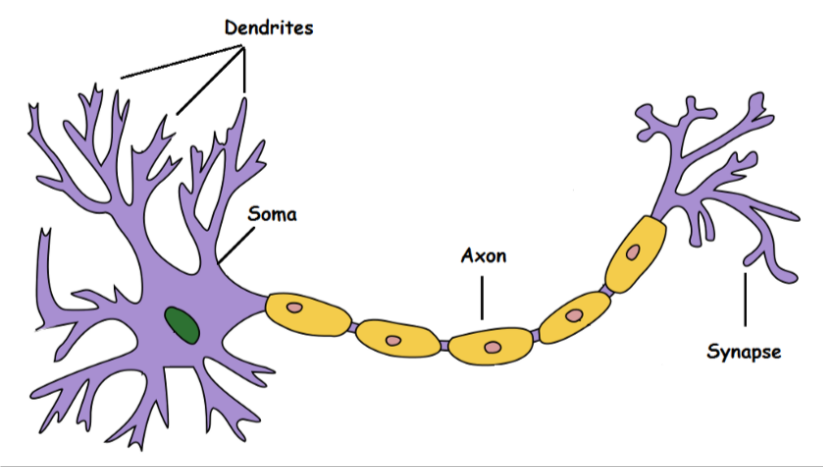 Dendrites
Soma
Axon
Synapse